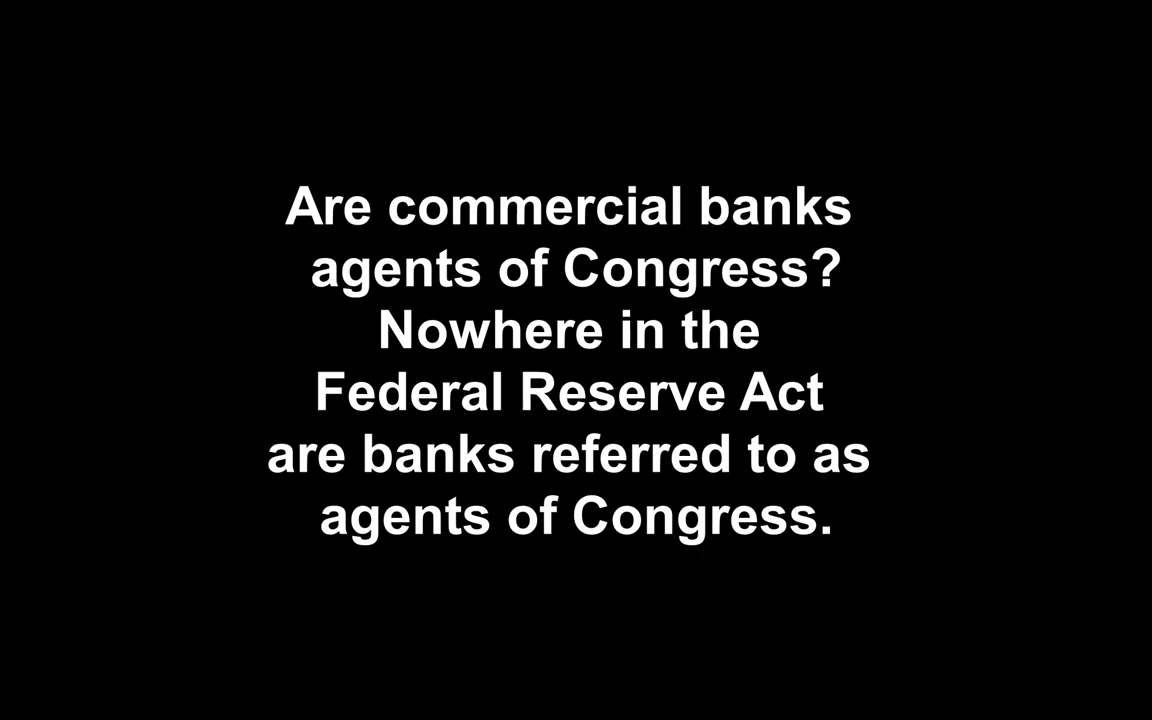 Are commercial banks
agents of Congress?
Nowhere in the
Federal Reserve Act
are banks referred to as
agents of Congress.